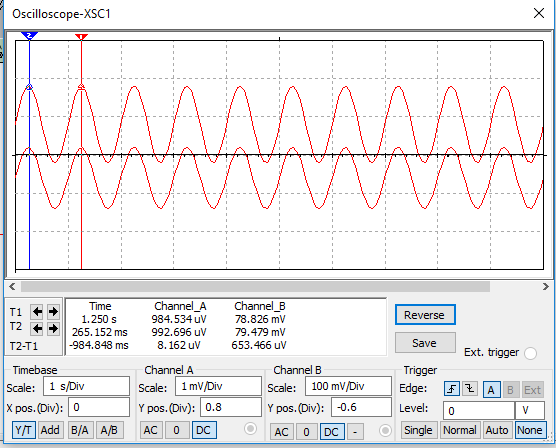 Oscilloscope-XSC1
2 1
T1
T2
T2-T1
Time Channel_A Channel_B
1.250 s 984.534 uV 78.826 mV
265.152 ms 992.696 uV 79.479 mV
-984.848 ms 8.162 uV 653.466 uV
Reverse
Save
Ext. trigger
Timebase
Scale: 1 s/Div
X pos.(Div): 0
Y/T Add B/A A/B
Channel A
Scale: 1 mV/Div
Y pos.(Div): 0.8
AC 0 DC
Channel B
Scale: 100 mV/Div
Y pos.(Div): -0.6
AC 0 DC -
Trigger
Edge: A B Ext
Level: 0 V
Single Normal Auto None